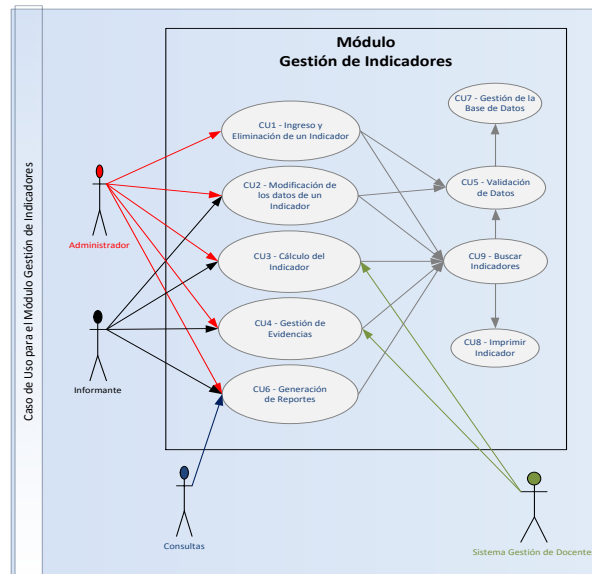 Caso de Uso para el Módulo Gestión de Indicadores
Módulo
Gestión de Indicadores
CU1 - Ingreso y
Eliminación de un Indicador
CU2 - Modificación de
los datos de un
Indicador
CU3 - Cálculo del
Indicador
CU4 - Gestión de
Evidencias
CU6 - Generación
de Reportes
CU7 - Gestión de la
Base de Datos
CU5 - Validación
de Datos
CU9 - Buscar
Indicadores
CU8 - Imprimir
Indicador
Administrador
Informante
Consultas
Sistema Gestión de Docente